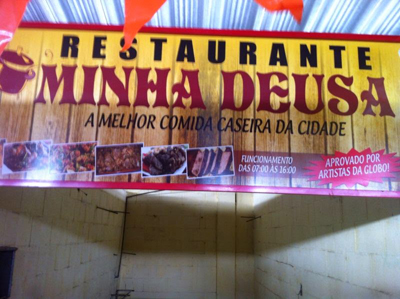 RESTAURANTE
MINHA DEUSA
A MELHOR COMIDA CASEIRA DA CIDADE
FUNCIONAMENTO
DAS 07:00 ÀS 16:00
APROVADO POR
ARTISTAS DA GLOBO!